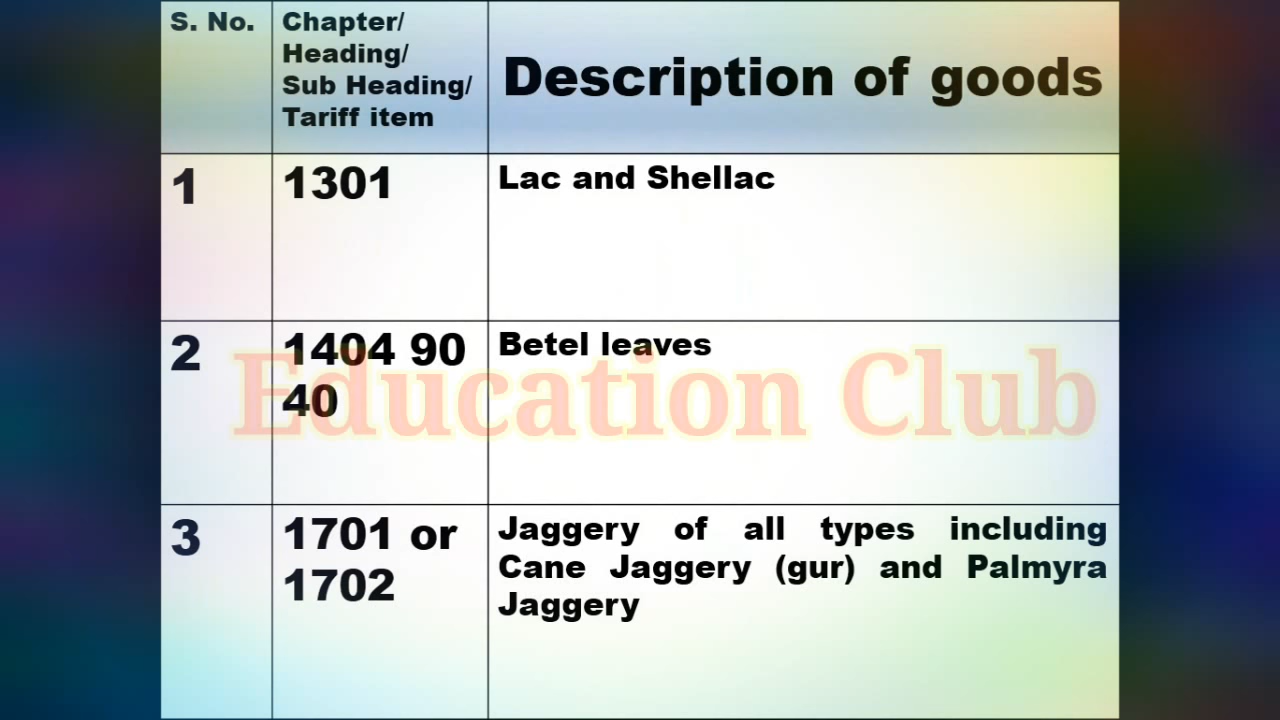 S. No.
Chapter/
Heading/
Sub Heading/
Tariff item
Description of goods
1
1301
Lac and Shellac
2
1404 90
40
Betel leaves
Education Club
3
1701 or
1702
Jaggery of all types including
Cane Jaggery (gur) and Palmyra
Jaggery